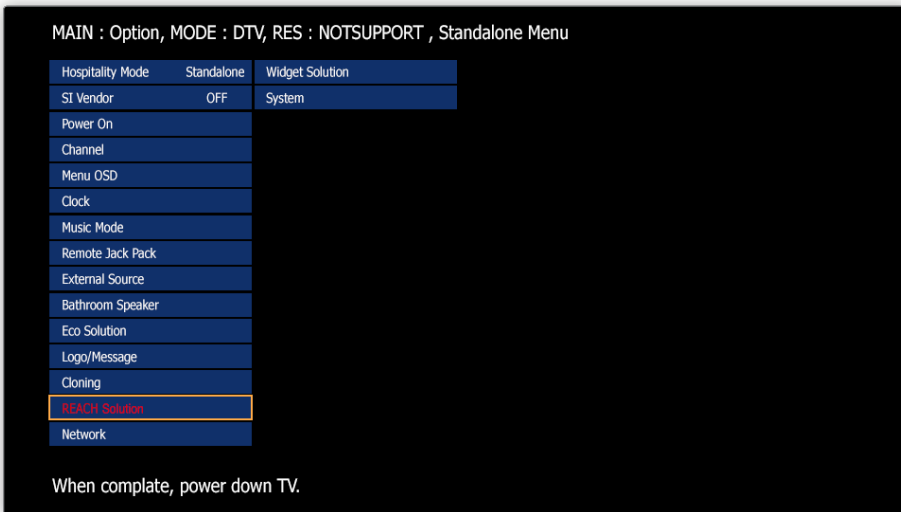 MAIN : Option, MODE : DTV, RES : NOTSUPPORT , Standalone Menu
Hospitality Mode Standalone Widget Solution
SI Vendor OFF System
Power On
Channel
Menu OSD
Clock
Music Mode
Remote Jack Pack
External Source
Bathroom Speaker
Eco Solution
Logo/Message
Cloning
REACH Solution
Network
When complate, power down TV.